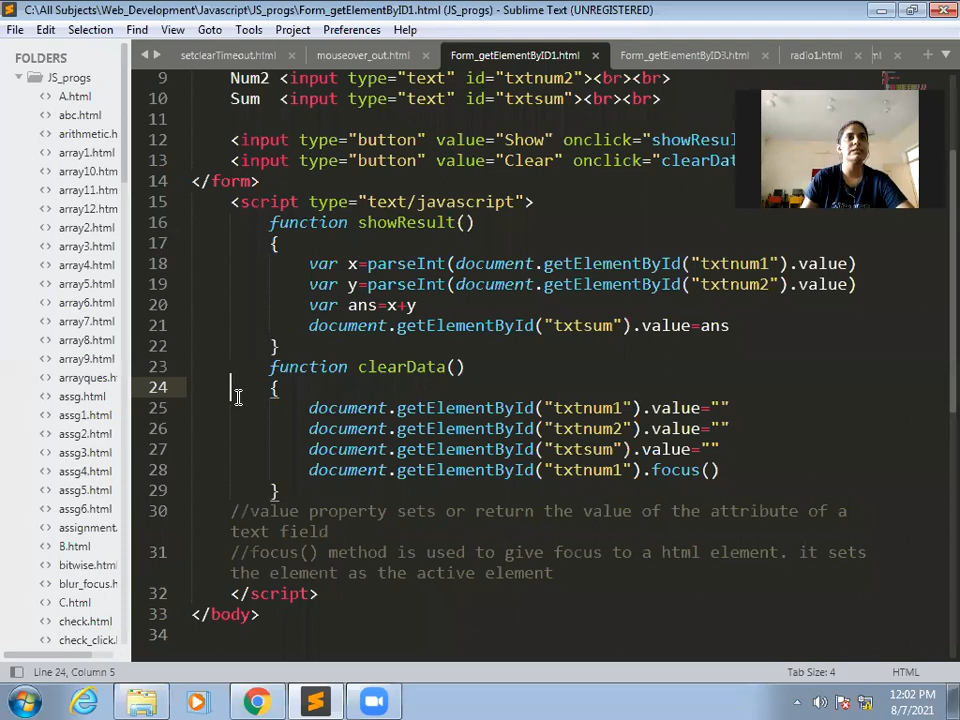 C:\All Subjects\Web_Development\Javascript\JS_progs\Form_getElementByID1.html (JS_progs) - Sublime Text (UNREGISTERED)
File Edit Selection Find View Goto Tools Project Preferences Help
FOLDERS
JS_progs
A.html
abc.html
arithmetic.h
array1.html
array10.htm
array11.htm
array12.htm
array2.html
array3.html
array4.html
array5.html
array6.html
array7.html
array8.html
array9.html
arrayques.h
assg.html
assg1.html
assg2.html
assg3.html
assg4.html
assg5.html
assg6.html
assignment.
B.html
bitwise.html
blur_focus.h
C.html
check.html
check_click.
setclearTimeout.html mouseover_out.html Form_getElementByID1.html Form_getElementByID3.html radio1.html ml
9 Num2 <input type="text" id="txtnum2"><br><br>
10 Sum <input type="text" id="txtsum"><br><br>
11
12 <input type="button" value="Show" onclick="showResul
13 <input type="button" value="Clear" onclick="clearDat
14 </form>
15 <script type="text/javascript">
16 function showResult()
17 {
18 var x=parseInt(document.getElementById("txtnum1").value)
19 var y=parseInt(document.getElementById("txtnum2").value)
20 var ans=x+y
21 document.getElementById("txtsum").value=ans
22 }
23 function clearData()
24 {
25 document.getElementById("txtnum1").value=""
26 document.getElementById("txtnum2").value=""
27 document.getElementById("txtsum").value=""
28 document.getElementById("txtnum1").focus()
29 }
30 //value property sets or return the value of the attribute of a
text field
31 //focus() method is used to give focus to a html element. it sets
the element as the active element
32 </script>
33 </body>
34
Line 24, Column 5 Tab Size: 4 HTML
12:02 PM
8/7/2021